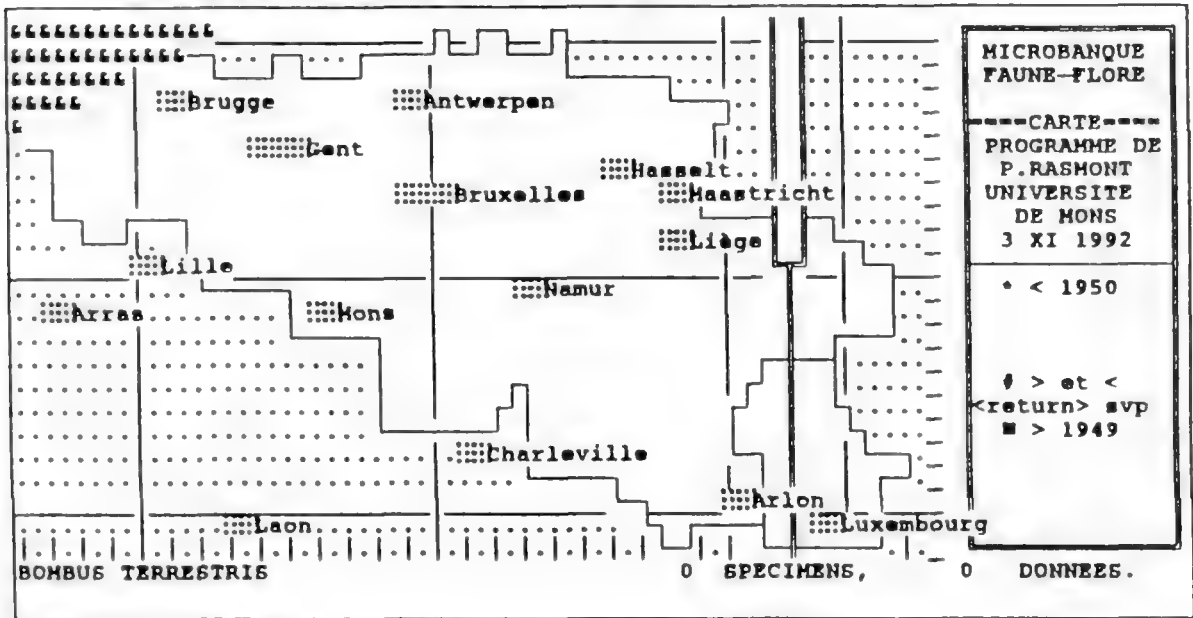 Brugge
Antwerpen
Gent
Hasselt
Bruxelles
Maastricht
Liège
Lille
Namur
Arras
Mons
Charleville
Arlon
Laon
Luxembourg
BOMBUS TERRESTRIS 0 SPECIMENS, 0 DONNEES.
MICROBANQUE
FAUNE-FLORE
====CARTE====
PROGRAMME DE
P.RASMONT
UNIVERSITE
DE MONS
3 XI 1992
* < 1950
# > et <
<return> svp
■ > 1949